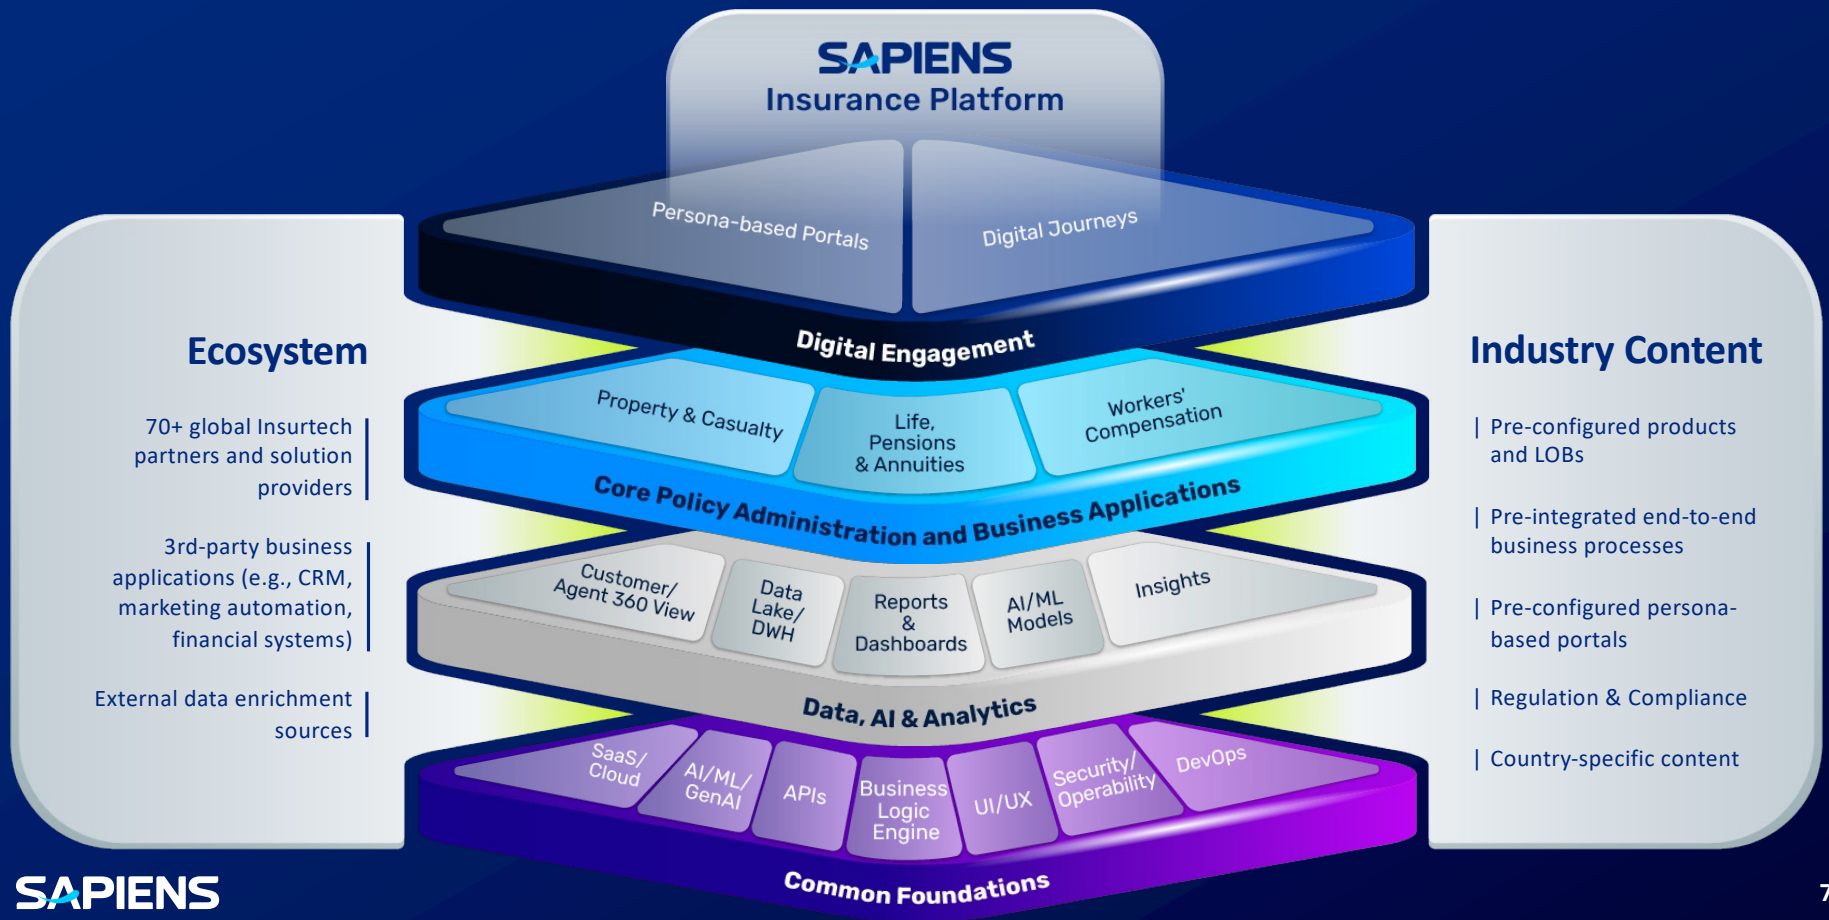 SAPIENS
Insurance Platform
Persona-based Portals
Digital Journeys
Digital Engagement
Property & Casualty
Life,
Pensions
& Annuities
Workers'
Compensation
Core Policy Administration and Business Applications
Customer/
Agent 360 View
Data
Lake/
DWH
Reports
&
Dashboards
AI/ML
Models
Insights
Data, AI & Analytics
SaaS/
Cloud
AI/ML/
GenAI
APIs
Business
Logic
Engine
UI/UX
Security/
Operability
DevOps
Common Foundations
Ecosystem
70+ global Insurtech
partners and solution
providers
3rd-party business
applications (e.g., CRM,
marketing automation,
financial systems)
External data enrichment
sources
Industry Content
| Pre-configured products
and LOBs
| Pre-integrated end-to-end
business processes
| Pre-configured persona-
based portals
| Regulation & Compliance
| Country-specific content
SAPIENS
7